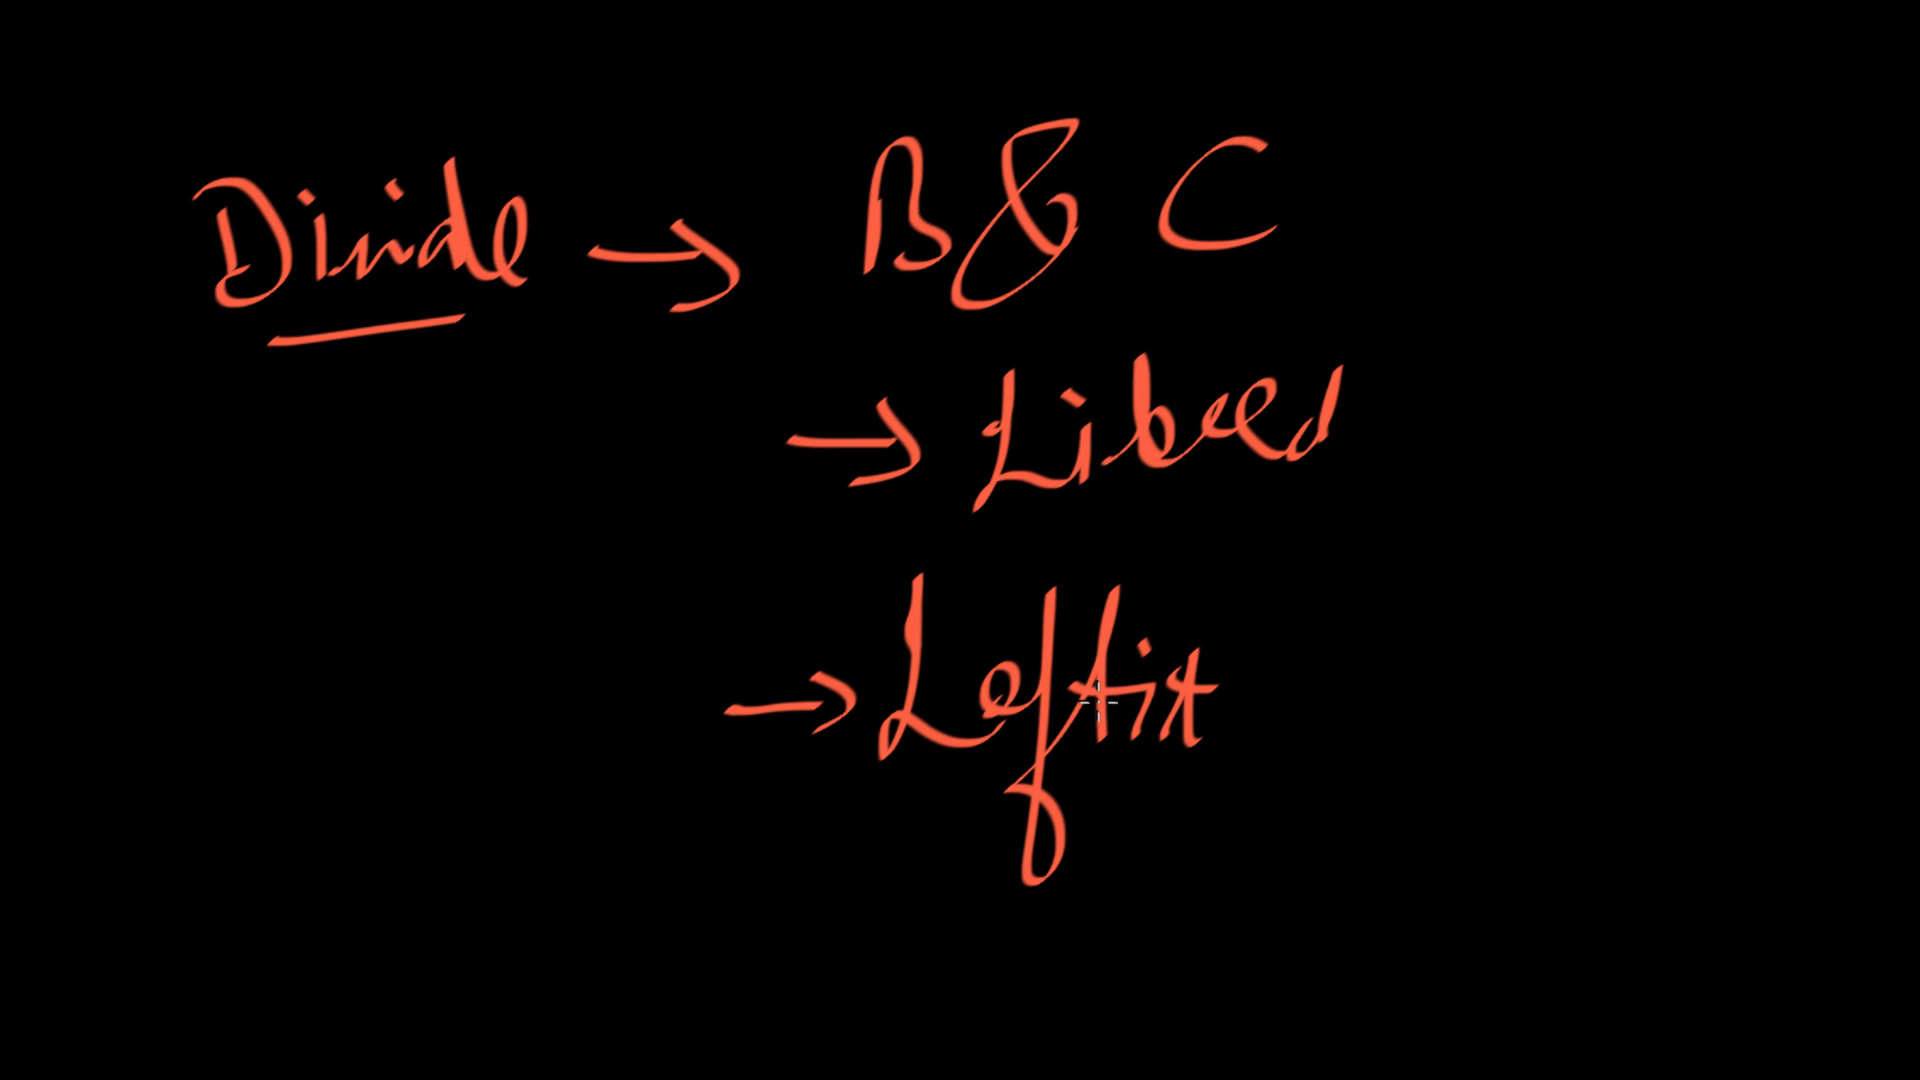 Divide → B & C
→ Libeed
→ Leftist